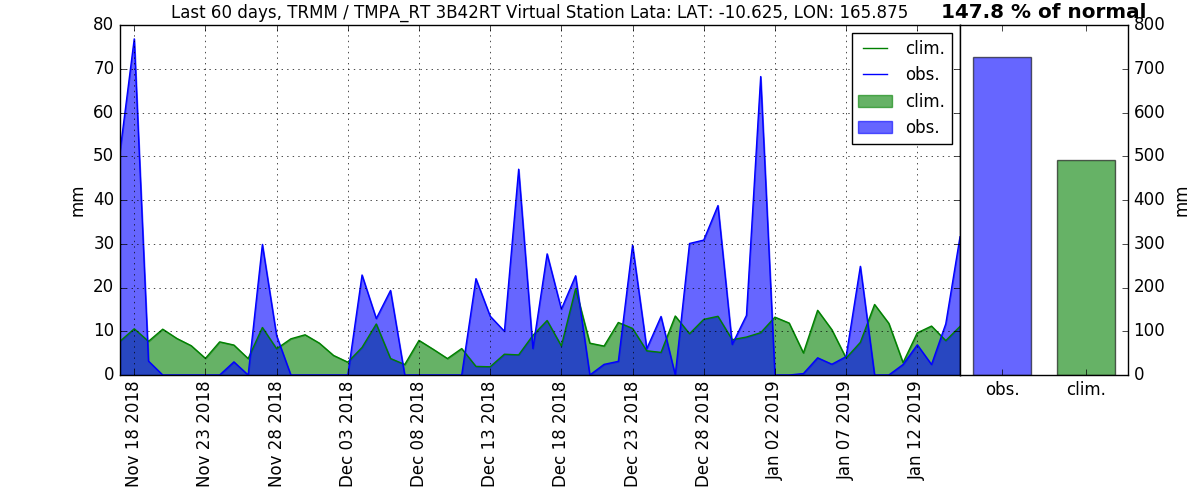 Last 60 days, TRMM / TMPA_RT 3B42RT Virtual Station Lata: LAT: -10.625, LON: 165.875
147.8 % of normal
80
70
60
50
40
30
20
10
0
mm
clim.
obs.
clim.
obs.
800
700
600
500
400
300
200
100
0
mm
obs.
clim.
Nov 18 2018
Nov 23 2018
Nov 28 2018
Dec 03 2018
Dec 08 2018
Dec 13 2018
Dec 18 2018
Dec 23 2018
Dec 28 2018
Jan 02 2019
Jan 07 2019
Jan 12 2019